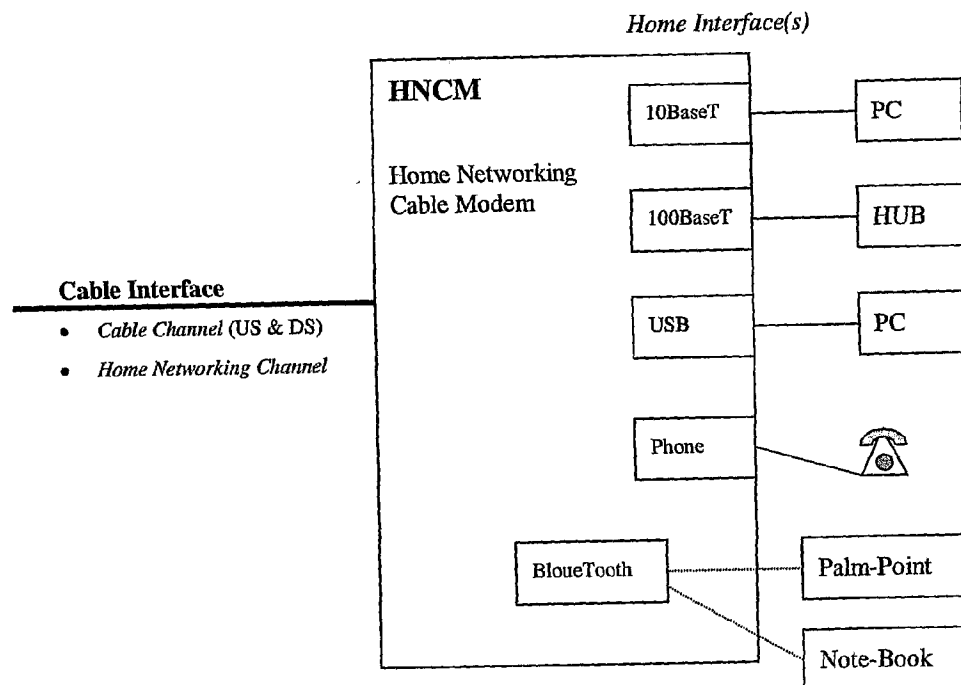 Home Interface(s)
HNCM
Home Networking
Cable Modem
10BaseT
PC
100BaseT
HUB
Cable Interface
• Cable Channel (US & DS)
• Home Networking Channel
USB
PC
Phone
BloueTooth
Palm-Point
Note-Book